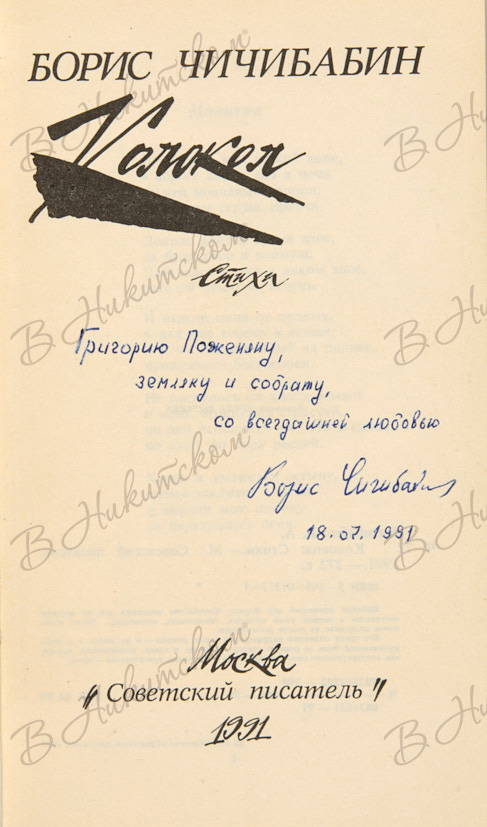 БОРИС ЧИЧИБАБИН
Колокол
Стихи
Григорию Поженяну,
земляку и собрату,
со всегдашней любовью
Борис Чичибабин
18.07.1991
Москва
"Советский писатель"
1991
В Никитском